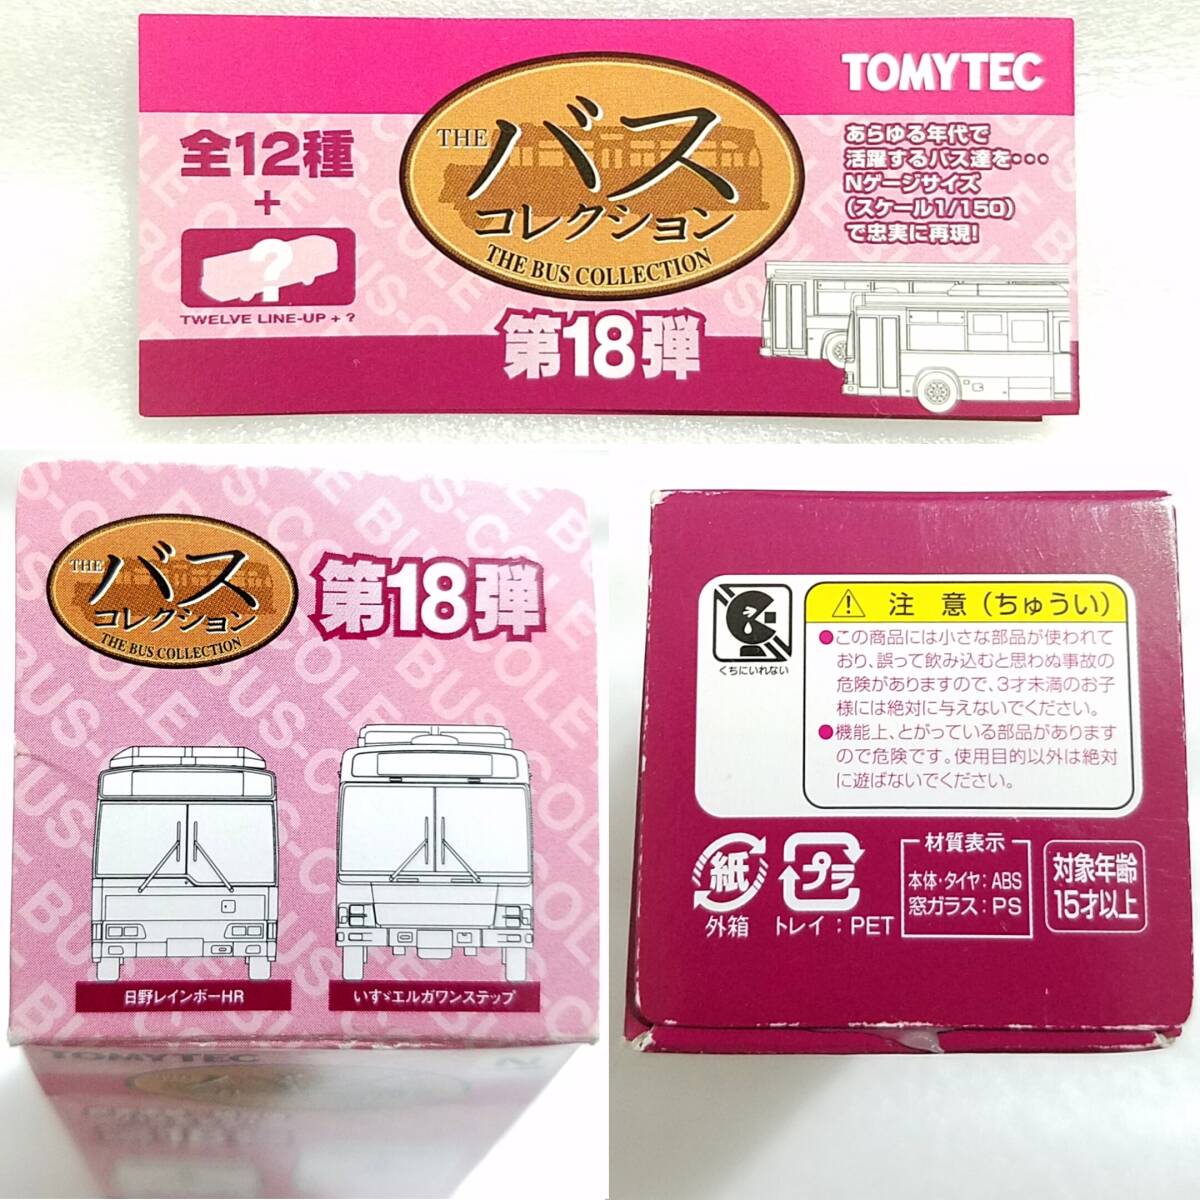 TOMYTEC
全12種
+
?
TWELVE LINE-UP + ?
THE バス
コレクション
THE BUS COLLECTION
第18弾
あらゆる年代で
活躍するバス達を・・・
Nゲージサイズ
(スケール1/150)
で忠実に再現!
THE バス
コレクション
THE BUS COLLECTION
第18弾
日野レインボーHR
いすゞエルガワンステップ
TOMYTEC
くちにいれない
注 意 (ちゅうい)
●この商品には小さな部品が使われて
おり、誤って飲み込むと思わぬ事故の
危険がありますので、3才未満のお子
様には絶対に与えないでください。
●機能上、とがっている部品があります
ので危険です。使用目的以外は絶対
に遊ばないでください。
紙
外箱
プラ
トレイ:PET
材質表示
本体・タイヤ:ABS
窓ガラス:PS
対象年齢
15才以上